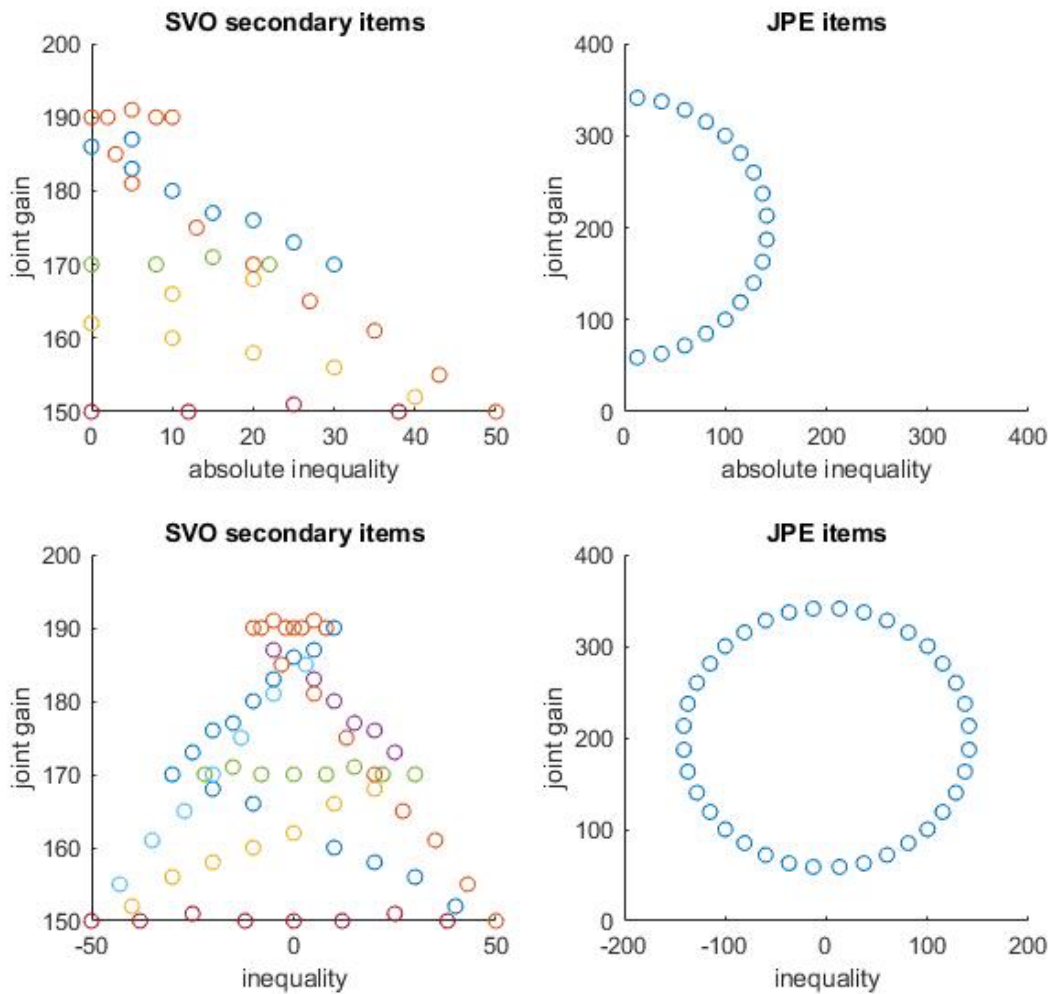 SVO secondary items
200
190
180
170
160
150
joint gain
0 10 20 30 40 50
absolute inequality
JPE items
400
300
200
100
0
joint gain
0 100 200 300 400
absolute inequality
SVO secondary items
200
190
180
170
160
150
joint gain
-50 0 50
inequality
JPE items
400
300
200
100
0
joint gain
-200 -100 0 100 200
inequality